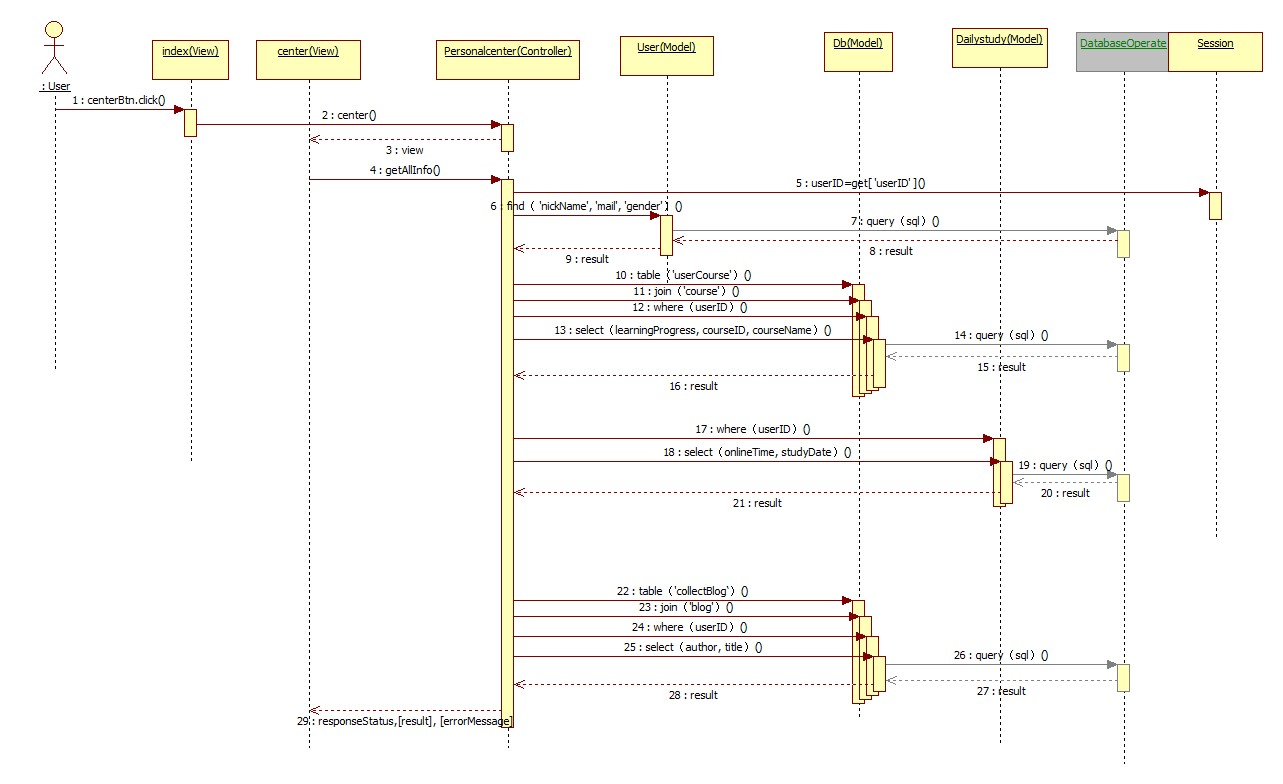 : User
index(View)
center(View)
Personalcenter(Controller)
User(Model)
Db(Model)
Dailystudy(Model)
DatabaseOperate
Session
1 : centerBtn.click()
2 : center()
3 : view
4 : getAllInfo()
5 : userID=get['userID']()
6 : find（'nickName', 'mail', 'gender'）()
7 : query（sql）()
8 : result
9 : result
10 : table（'userCourse'）()
11 : join（'course'）()
12 : where（userID）()
13 : select（learningProgress, courseID, courseName）()
14 : query（sql）()
15 : result
16 : result
17 : where（userID）()
18 : select（onlineTime, studyDate）()
19 : query（sql）()
20 : result
21 : result
22 : table（'collectBlog'）()
23 : join（'blog'）()
24 : where（userID）()
25 : select（author, title）()
26 : query（sql）()
27 : result
28 : result
29 : responseStatus,[result], [errorMessage]